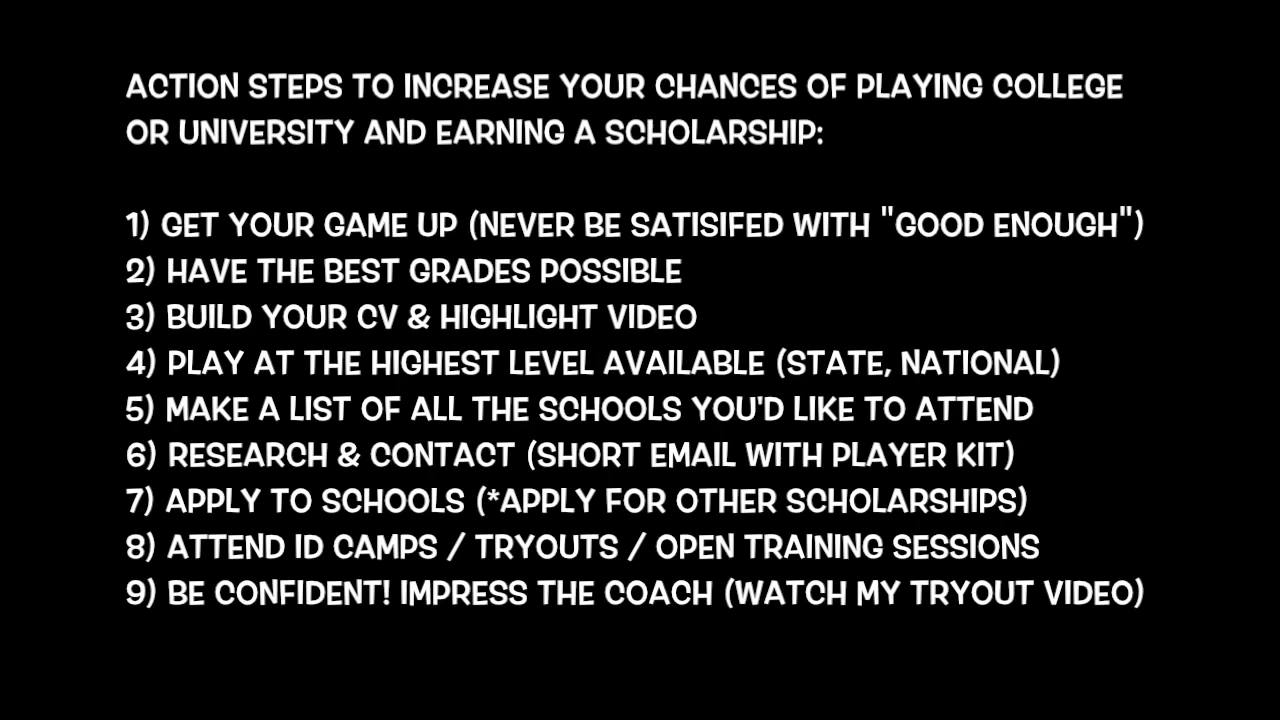 ACTION STEPS TO INCREASE YOUR CHANCES OF PLAYING COLLEGE
OR UNIVERSITY AND EARNING A SCHOLARSHIP:
1) GET YOUR GAME UP (NEVER BE SATISIFED WITH "GOOD ENOUGH")
2) HAVE THE BEST GRADES POSSIBLE
3) BUILD YOUR CV & HIGHLIGHT VIDEO
4) PLAY AT THE HIGHEST LEVEL AVAILABLE (STATE, NATIONAL)
5) MAKE A LIST OF ALL THE SCHOOLS YOU'D LIKE TO ATTEND
6) RESEARCH & CONTACT (SHORT EMAIL WITH PLAYER KIT)
7) APPLY TO SCHOOLS (*APPLY FOR OTHER SCHOLARSHIPS)
8) ATTEND ID CAMPS / TRYOUTS / OPEN TRAINING SESSIONS
9) BE CONFIDENT! IMPRESS THE COACH (WATCH MY TRYOUT VIDEO)